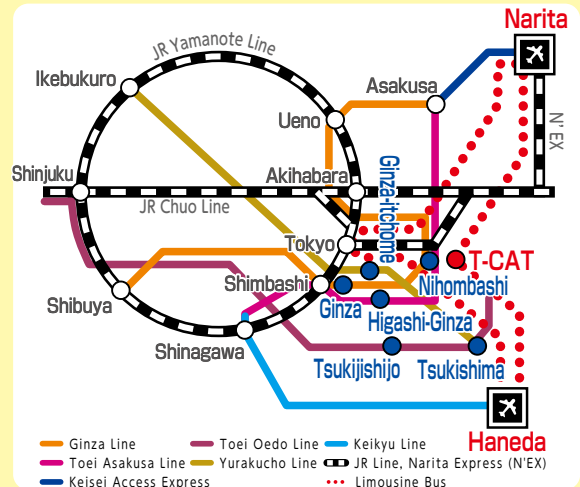 Narita
JR Yamanote Line
Ikebukuro
Asakusa
Ueno
N' EX
Shinjuku
Akihabara
Ginza-itchome
JR Chuo Line
Tokyo
T-CAT
Nihombashi
Shimbashi
Ginza
Higashi-Ginza
Shibuya
Shinagawa
Tsukijishijo
Tsukishima
Haneda
Ginza Line
Toei Oedo Line
Keikyu Line
Toei Asakusa Line
Yurakucho Line
JR Line, Narita Express (N'EX)
Keisei Access Express
Limousine Bus